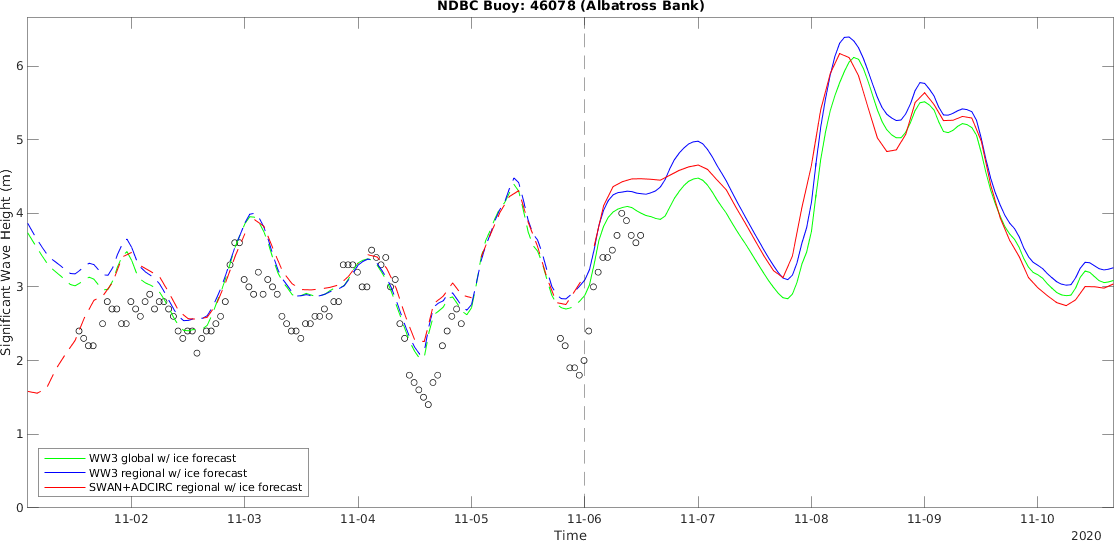 NDBC Buoy: 46078 (Albatross Bank)
Significant Wave Height (m)
6
5
4
3
2
1
0
WW3 global w/ ice forecast
WW3 regional w/ ice forecast
SWAN+ADCIRC regional w/ ice forecast
11-02 11-03 11-04 11-05 11-06 11-07 11-08 11-09 11-10
Time
2020